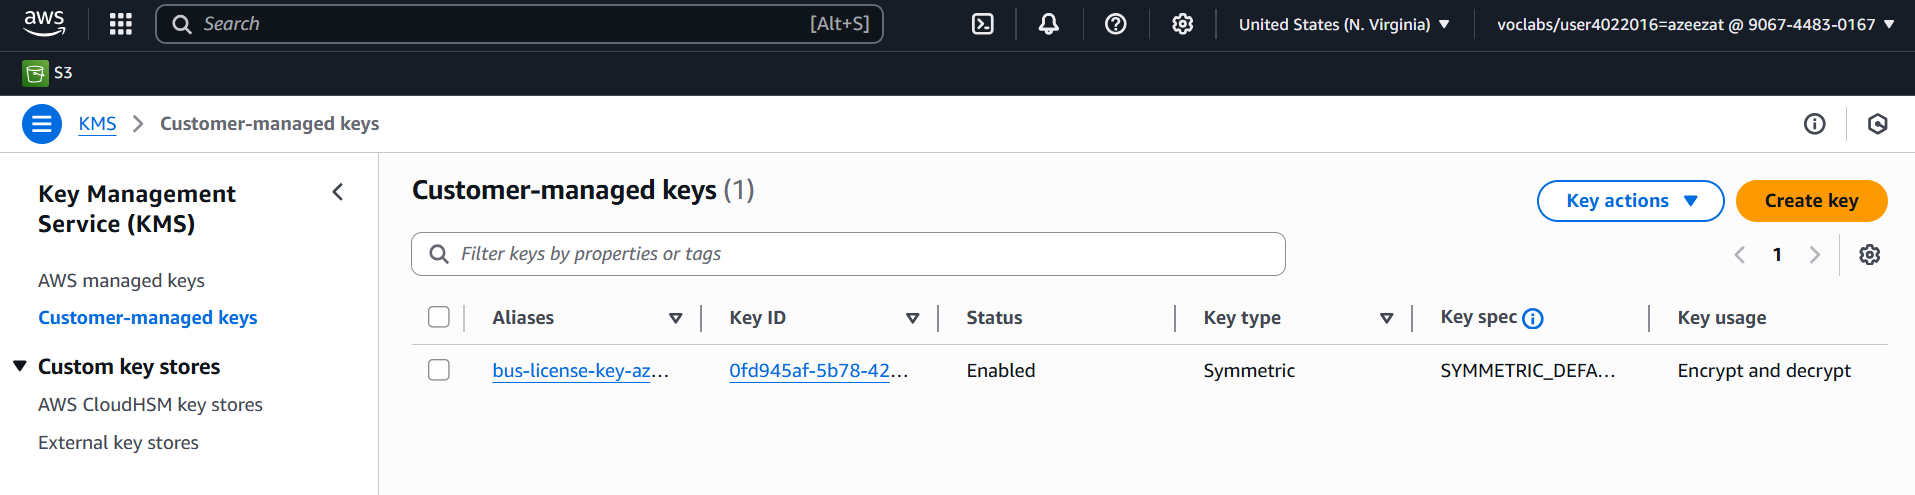 aws
Search [Alt+S] United States (N. Virginia) voclabs/user4022016=azeezat @ 9067-4483-0167
S3
KMS Customer-managed keys
Key Management
Service (KMS)
AWS managed keys
Customer-managed keys
Custom key stores
AWS CloudHSM key stores
External key stores
Customer-managed keys (1)
Key actions Create key
Filter keys by properties or tags
1
Aliases Key ID Status Key type Key spec Key usage
bus-license-key-az... 0fd945af-5b78-42... Enabled Symmetric SYMMETRIC_DEFA... Encrypt and decrypt